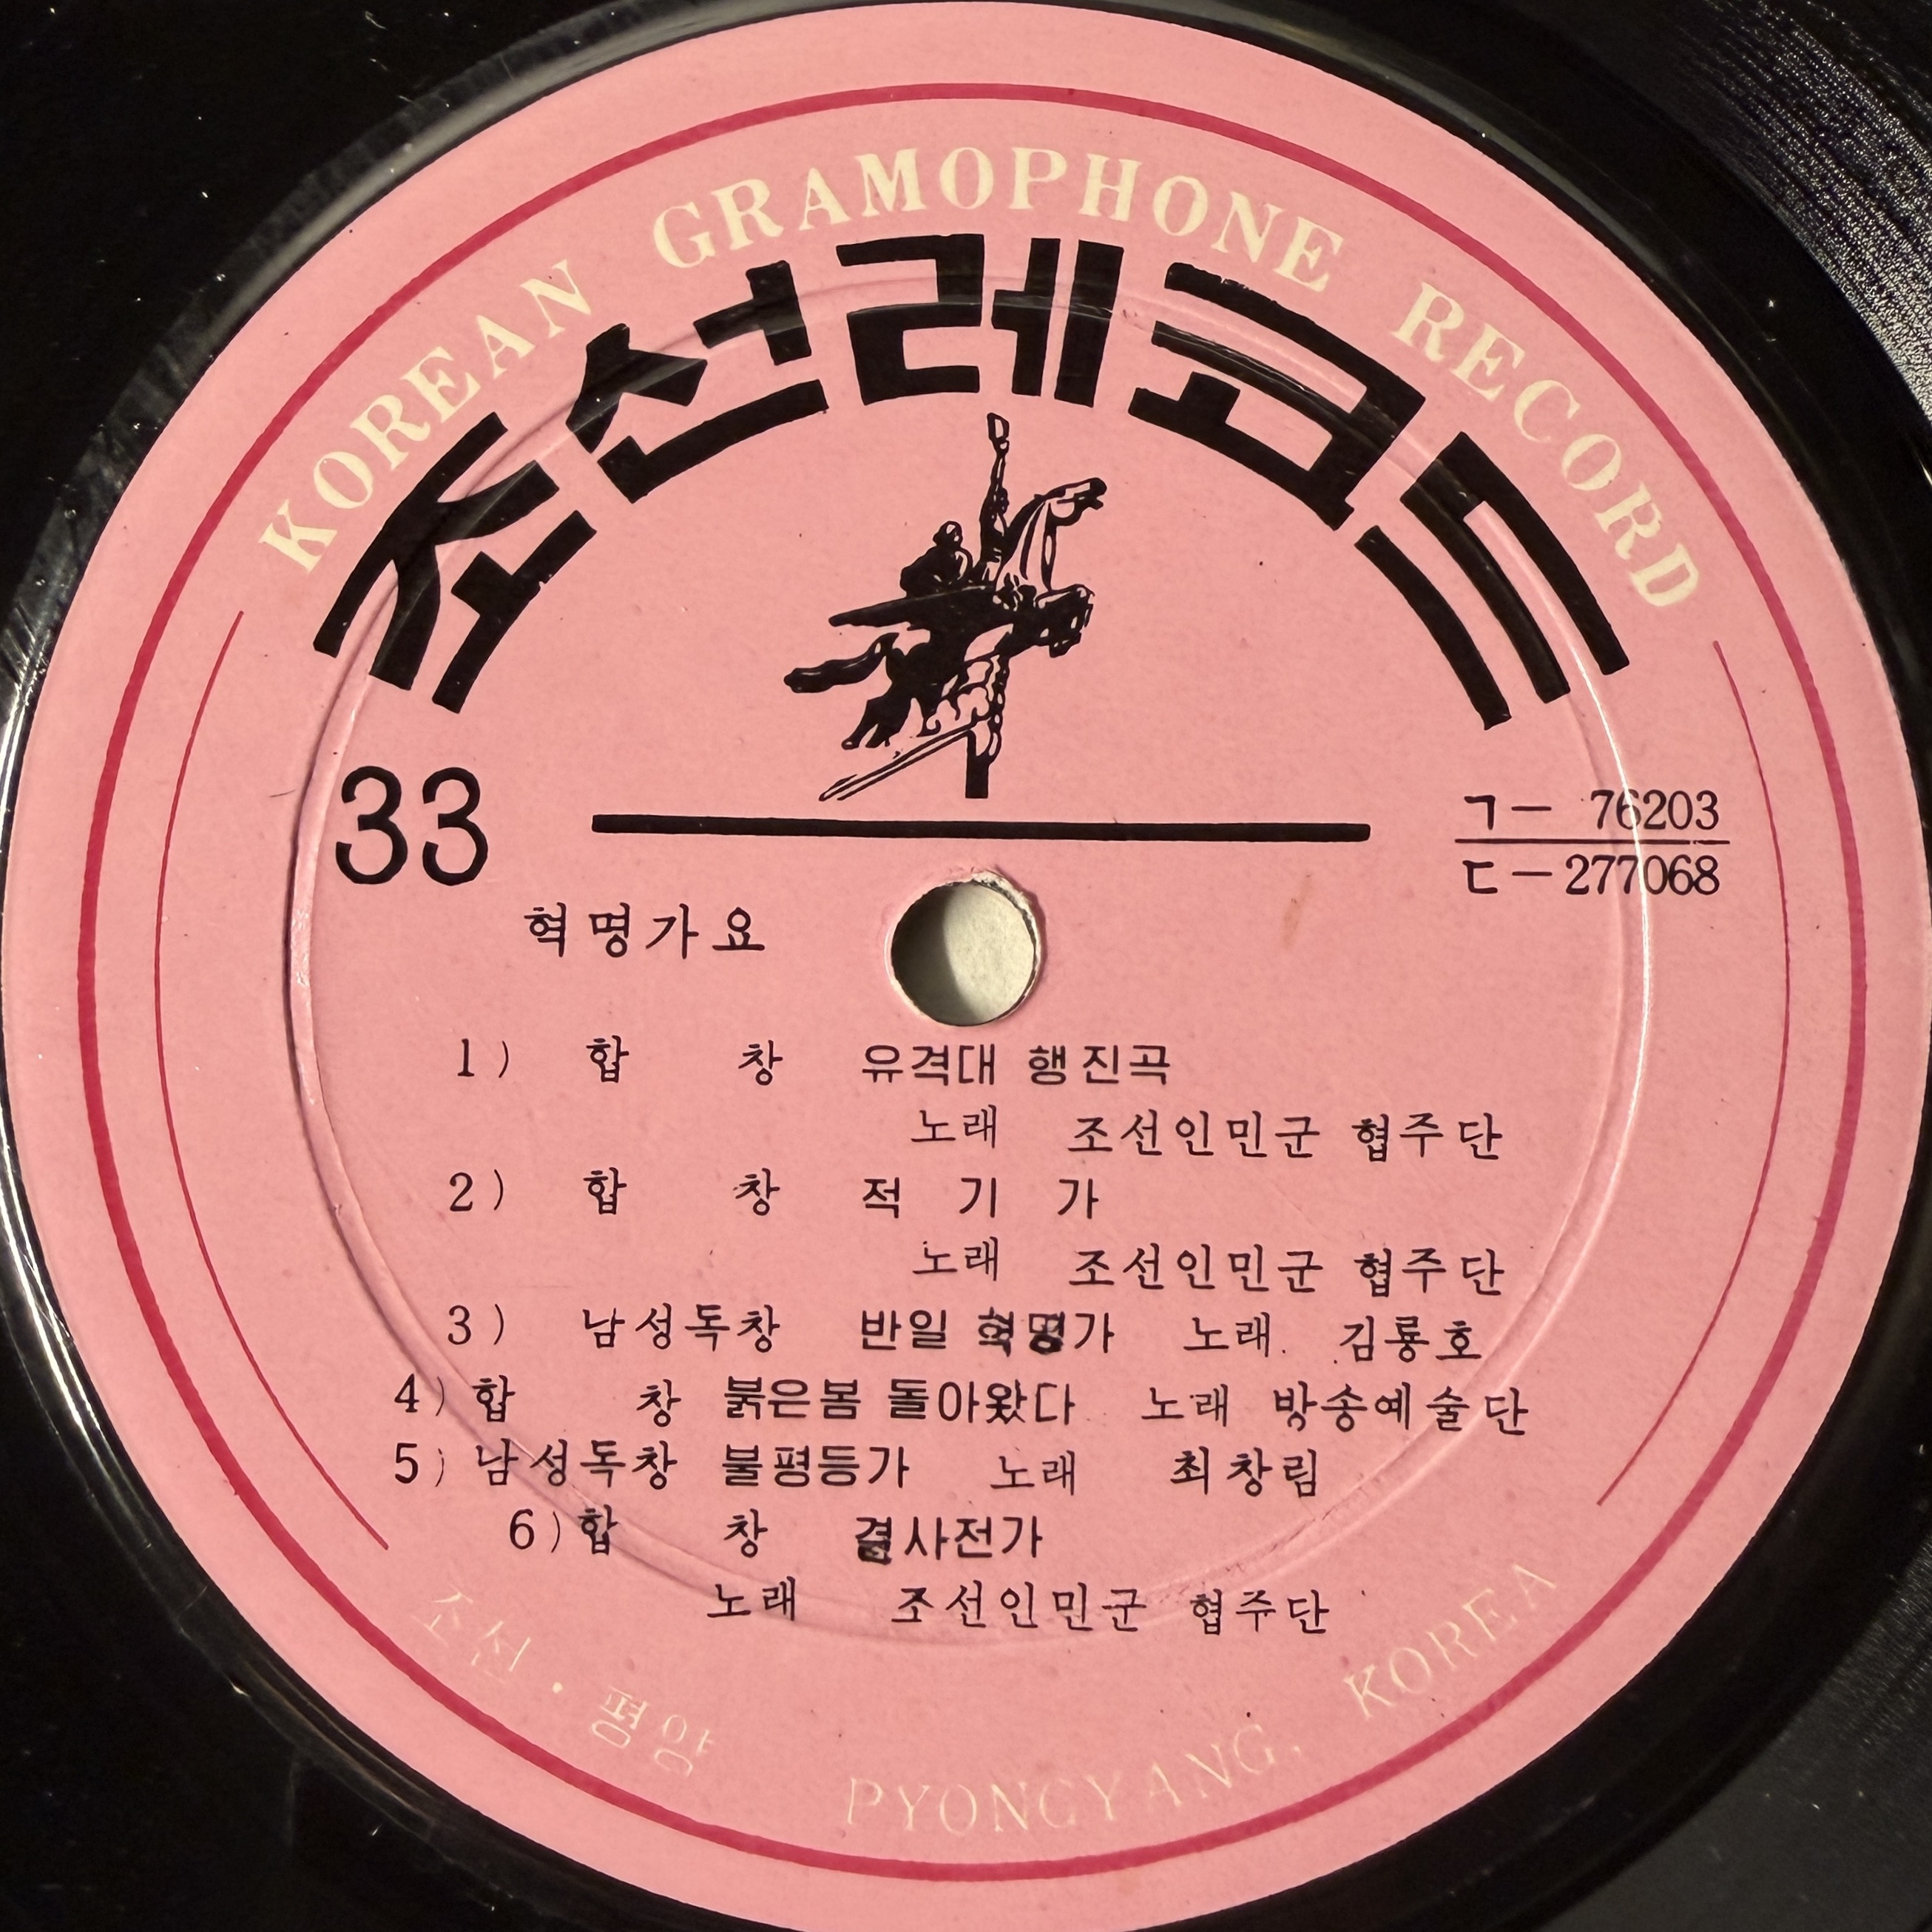 KOREAN GRAMOPHONE RECORD
조선레코드
33
ㄱ— 76203
ㄷ—277068
혁명가요
1) 합 창 유격대 행진곡
노래 조선인민군 협주단
2) 합 창 적 기 가
노래 조선인민군 협주단
3) 남성독창 반일 혁명가 노래 김룡호
4) 합 창 붉은봄 돌아왔다 노래 방송예술단
5) 남성독창 불평등가 노래 최창림
6) 합 창 결사전가
노래 조선인민군 협주단
조선·평양 PYONGYANG, KOREA